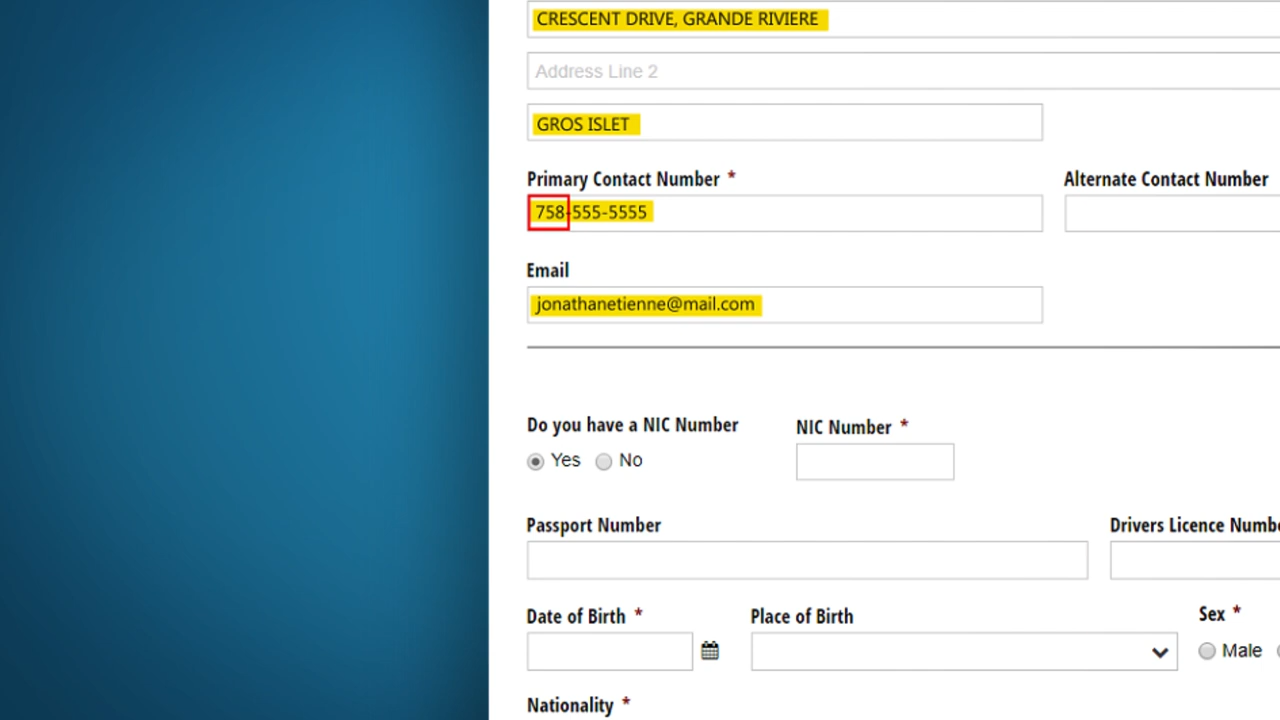 CRESCENT DRIVE, GRANDE RIVIERE
Address Line 2
GROS ISLET
Primary Contact Number * Alternate Contact Number
758-555-5555
Email
jonathanetienne@mail.com
Do you have a NIC Number NIC Number *
Yes No
Passport Number Drivers Licence
Date of Birth * Place of Birth Sex *
Male
Nationality *